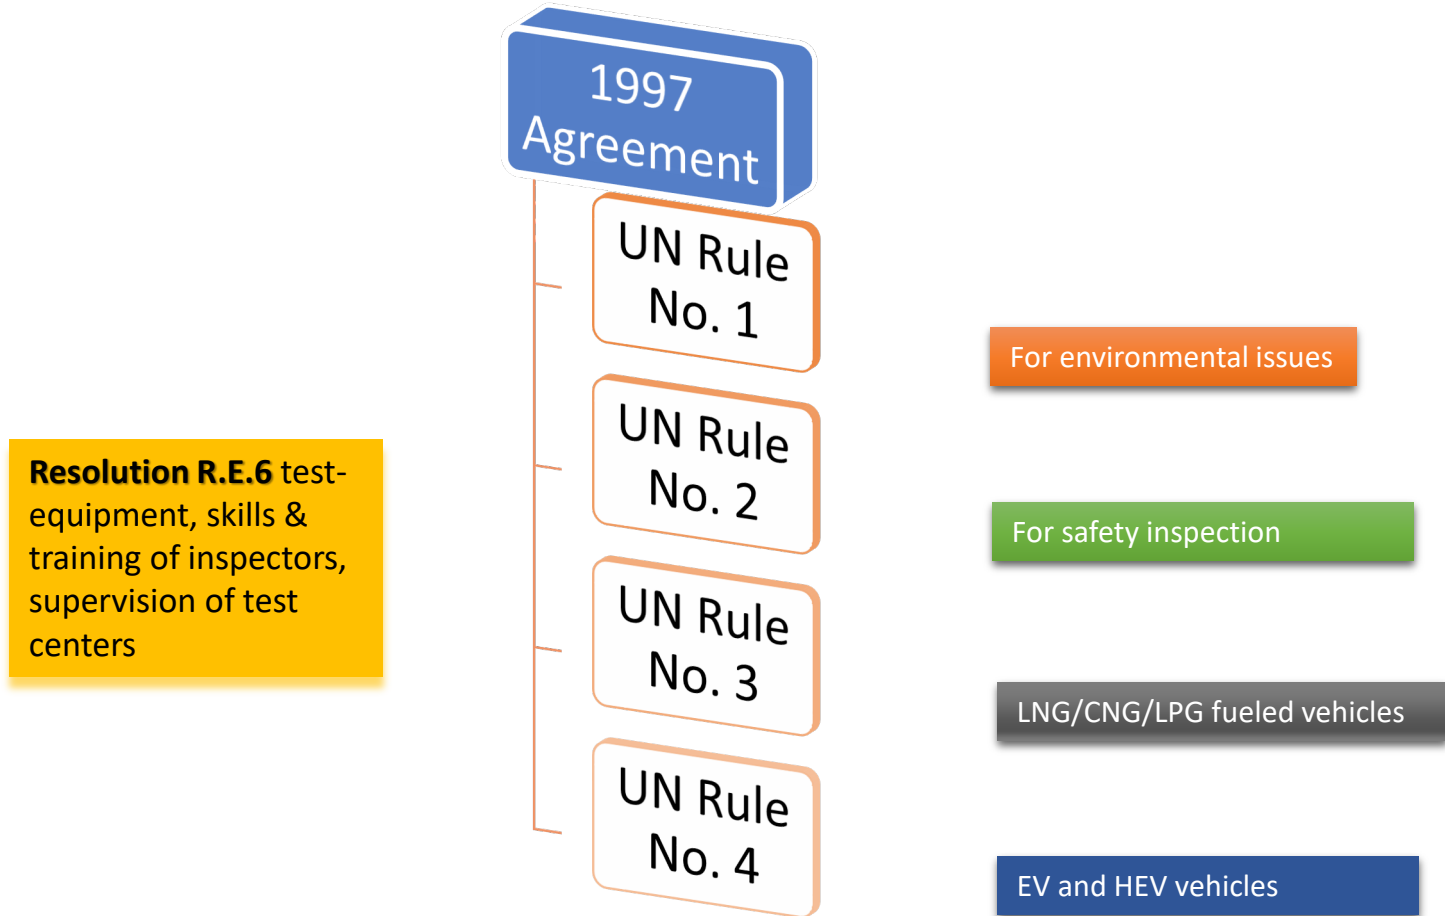 1997
Agreement
UN Rule
No. 1
For environmental issues
UN Rule
No. 2
For safety inspection
Resolution R.E.6 test-
equipment, skills &
training of inspectors,
supervision of test
centers
UN Rule
No. 3
LNG/CNG/LPG fueled vehicles
UN Rule
No. 4
EV and HEV vehicles